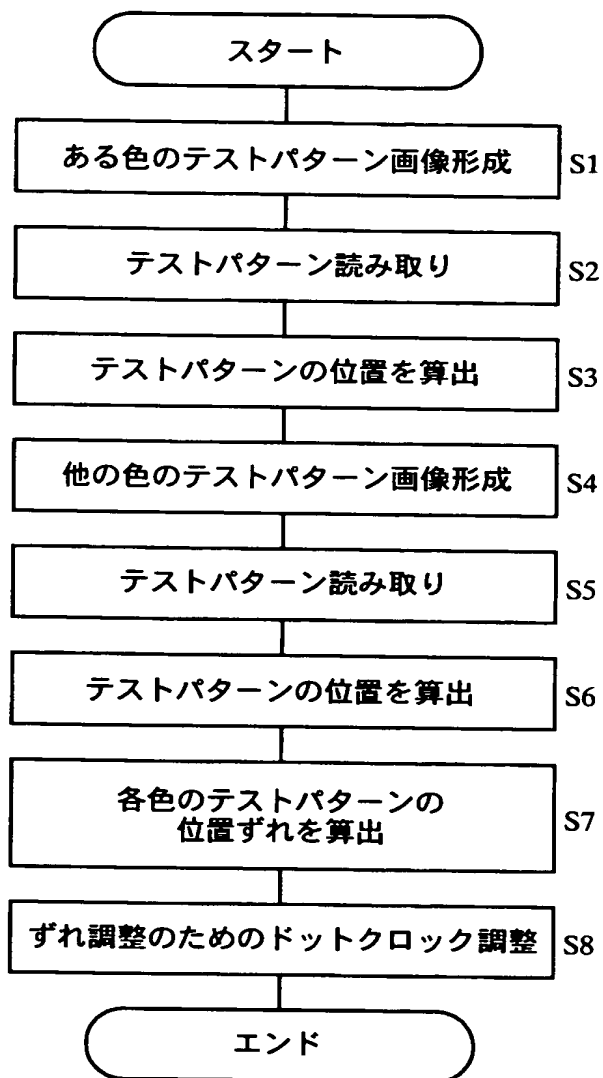 スタート
ある色のテストパターン画像形成 S1
テストパターン読み取り S2
テストパターンの位置を算出 S3
他の色のテストパターン画像形成 S4
テストパターン読み取り S5
テストパターンの位置を算出 S6
各色のテストパターンの
位置ずれを算出 S7
ずれ調整のためのドットクロック調整 S8
エンド